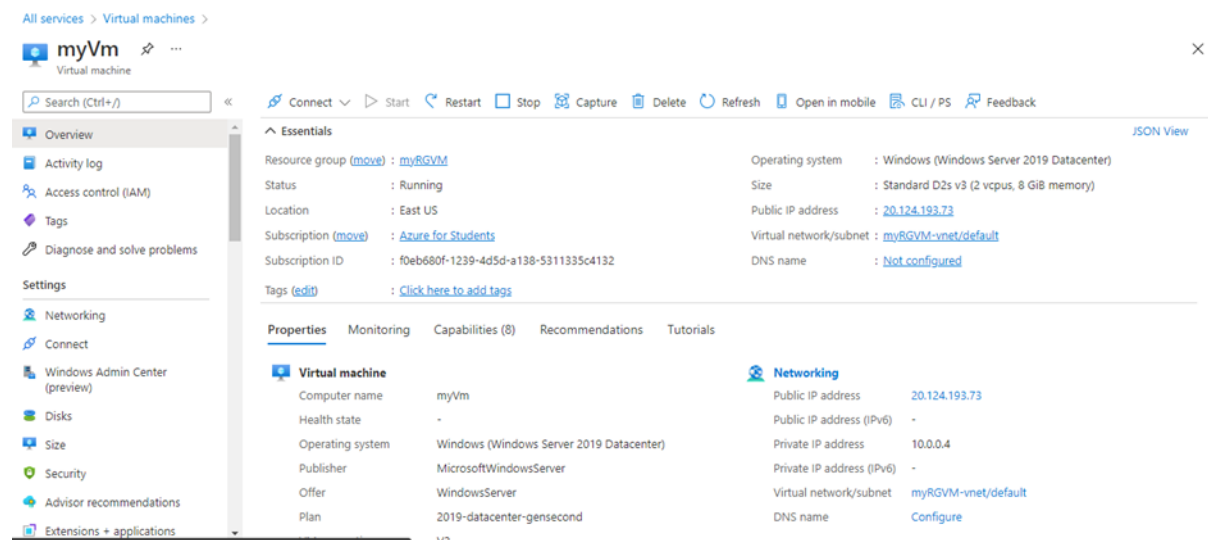 All services > Virtual machines >
myVm
Virtual machine
Search (Ctrl+/)
Connect Start Restart Stop Capture Delete Refresh Open in mobile CLI / PS Feedback
Overview
Activity log
Access control (IAM)
Tags
Diagnose and solve problems
Settings
Networking
Connect
Windows Admin Center
(preview)
Disks
Size
Security
Advisor recommendations
Extensions + applications
Essentials
JSON View
Resource group (move) : myRGVM
Status : Running
Location : East US
Subscription (move) : Azure for Students
Subscription ID : f0eb680f-1239-4d5d-a138-5311335c4132
Tags (edit) : Click here to add tags
Operating system : Windows (Windows Server 2019 Datacenter)
Size : Standard D2s v3 (2 vcpus, 8 GiB memory)
Public IP address : 20.124.193.73
Virtual network/subnet : myRGVM-vnet/default
DNS name : Not configured
Properties Monitoring Capabilities (8) Recommendations Tutorials
Virtual machine
Computer name myVm
Health state -
Operating system Windows (Windows Server 2019 Datacenter)
Publisher MicrosoftWindowsServer
Offer WindowsServer
Plan 2019-datacenter-gensecond
Networking
Public IP address 20.124.193.73
Public IP address (IPv6) -
Private IP address 10.0.0.4
Private IP address (IPv6) -
Virtual network/subnet myRGVM-vnet/default
DNS name Configure